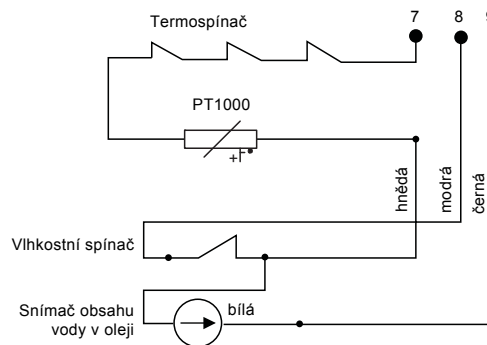 Termospínač
7 8
PT1000
+t°
hnědá
modrá
černá
Vlhkostní spínač
Snímač obsahu
vody v oleji
bílá